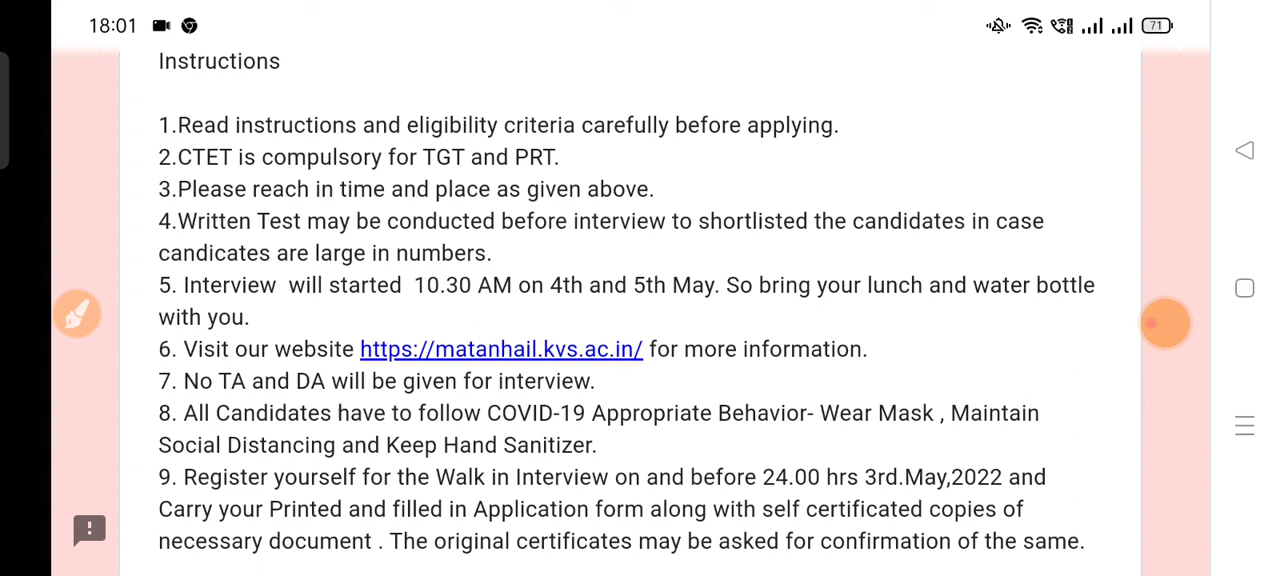 18:01
71
Instructions
1.Read instructions and eligibility criteria carefully before applying.
2.CTET is compulsory for TGT and PRT.
3.Please reach in time and place as given above.
4.Written Test may be conducted before interview to shortlisted the candidates in case
candicates are large in numbers.
5. Interview  will started  10.30 AM on 4th and 5th May. So bring your lunch and water bottle
with you.
6. Visit our website https://matanhail.kvs.ac.in/ for more information.
7. No TA and DA will be given for interview.
8. All Candidates have to follow COVID-19 Appropriate Behavior- Wear Mask , Maintain
Social Distancing and Keep Hand Sanitizer.
9. Register yourself for the Walk in Interview on and before 24.00 hrs 3rd.May,2022 and
Carry your Printed and filled in Application form along with self certificated copies of
necessary document . The original certificates may be asked for confirmation of the same.